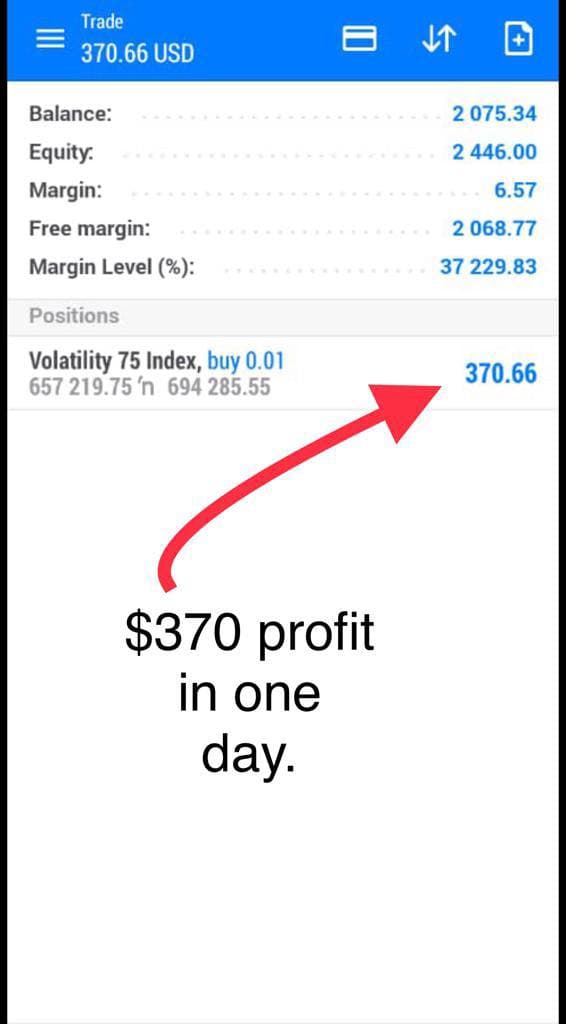 Trade
370.66 USD
Balance: 2 075.34
Equity: 2 446.00
Margin: 6.57
Free margin: 2 068.77
Margin Level (%): 37 229.83
Positions
Volatility 75 Index, buy 0.01
657 219.75 'n 694 285.55
370.66
$370 profit
in one
day.